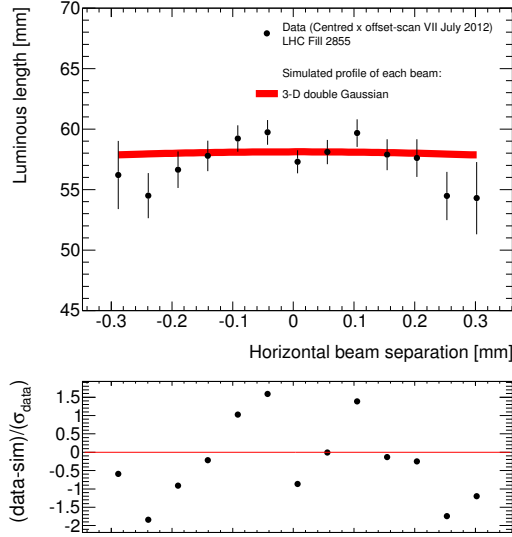 70
65
60
55
50
45
Luminous length [mm]
Data (Centred x offset-scan VII July 2012)
LHC Fill 2855
Simulated profile of each beam:
3-D double Gaussian
-0.3 -0.2 -0.1 0 0.1 0.2 0.3
Horizontal beam separation [mm]
(data-sim)/(σdata)
1.5
1
0.5
0
-0.5
-1
-1.5
-2